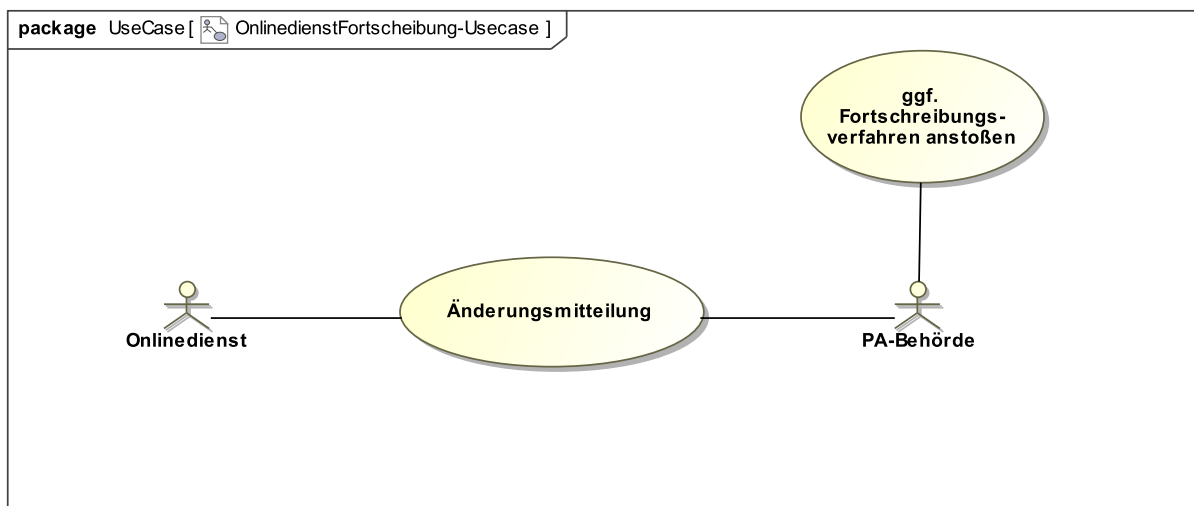 package UseCase [ OnlinedienstFortscheibung-Usecase ]
ggf.
Fortschreibungs-
verfahren anstoßen
Änderungsmitteilung
Onlinedienst
PA-Behörde